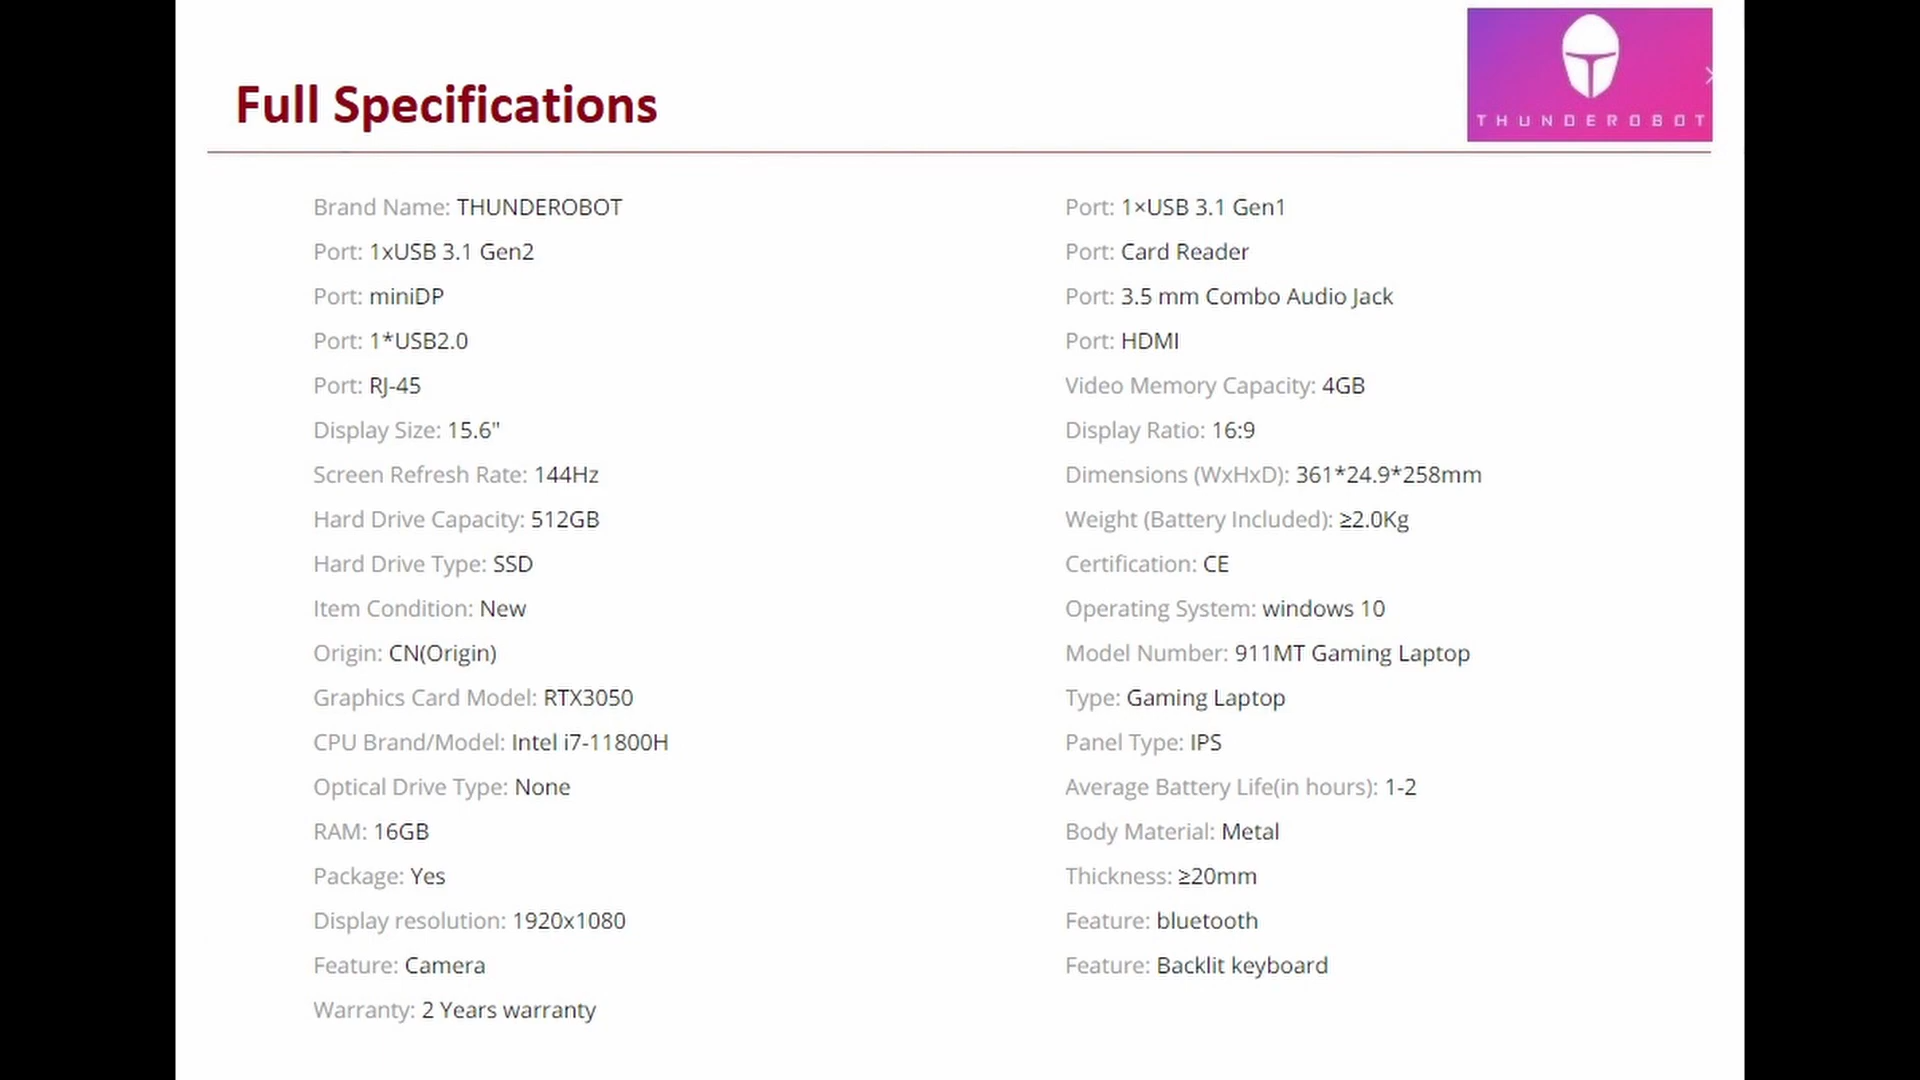 Full Specifications
THUNDEROBOT
Brand Name: THUNDEROBOT
Port: 1xUSB 3.1 Gen2
Port: miniDP
Port: 1*USB2.0
Port: RJ-45
Display Size: 15.6"
Screen Refresh Rate: 144Hz
Hard Drive Capacity: 512GB
Hard Drive Type: SSD
Item Condition: New
Origin: CN(Origin)
Graphics Card Model: RTX3050
CPU Brand/Model: Intel i7-11800H
Optical Drive Type: None
RAM: 16GB
Package: Yes
Display resolution: 1920x1080
Feature: Camera
Warranty: 2 Years warranty
Port: 1×USB 3.1 Gen1
Port: Card Reader
Port: 3.5 mm Combo Audio Jack
Port: HDMI
Video Memory Capacity: 4GB
Display Ratio: 16:9
Dimensions (WxHxD): 361*24.9*258mm
Weight (Battery Included): ≥2.0Kg
Certification: CE
Operating System: windows 10
Model Number: 911MT Gaming Laptop
Type: Gaming Laptop
Panel Type: IPS
Average Battery Life(in hours): 1-2
Body Material: Metal
Thickness: ≥20mm
Feature: bluetooth
Feature: Backlit keyboard